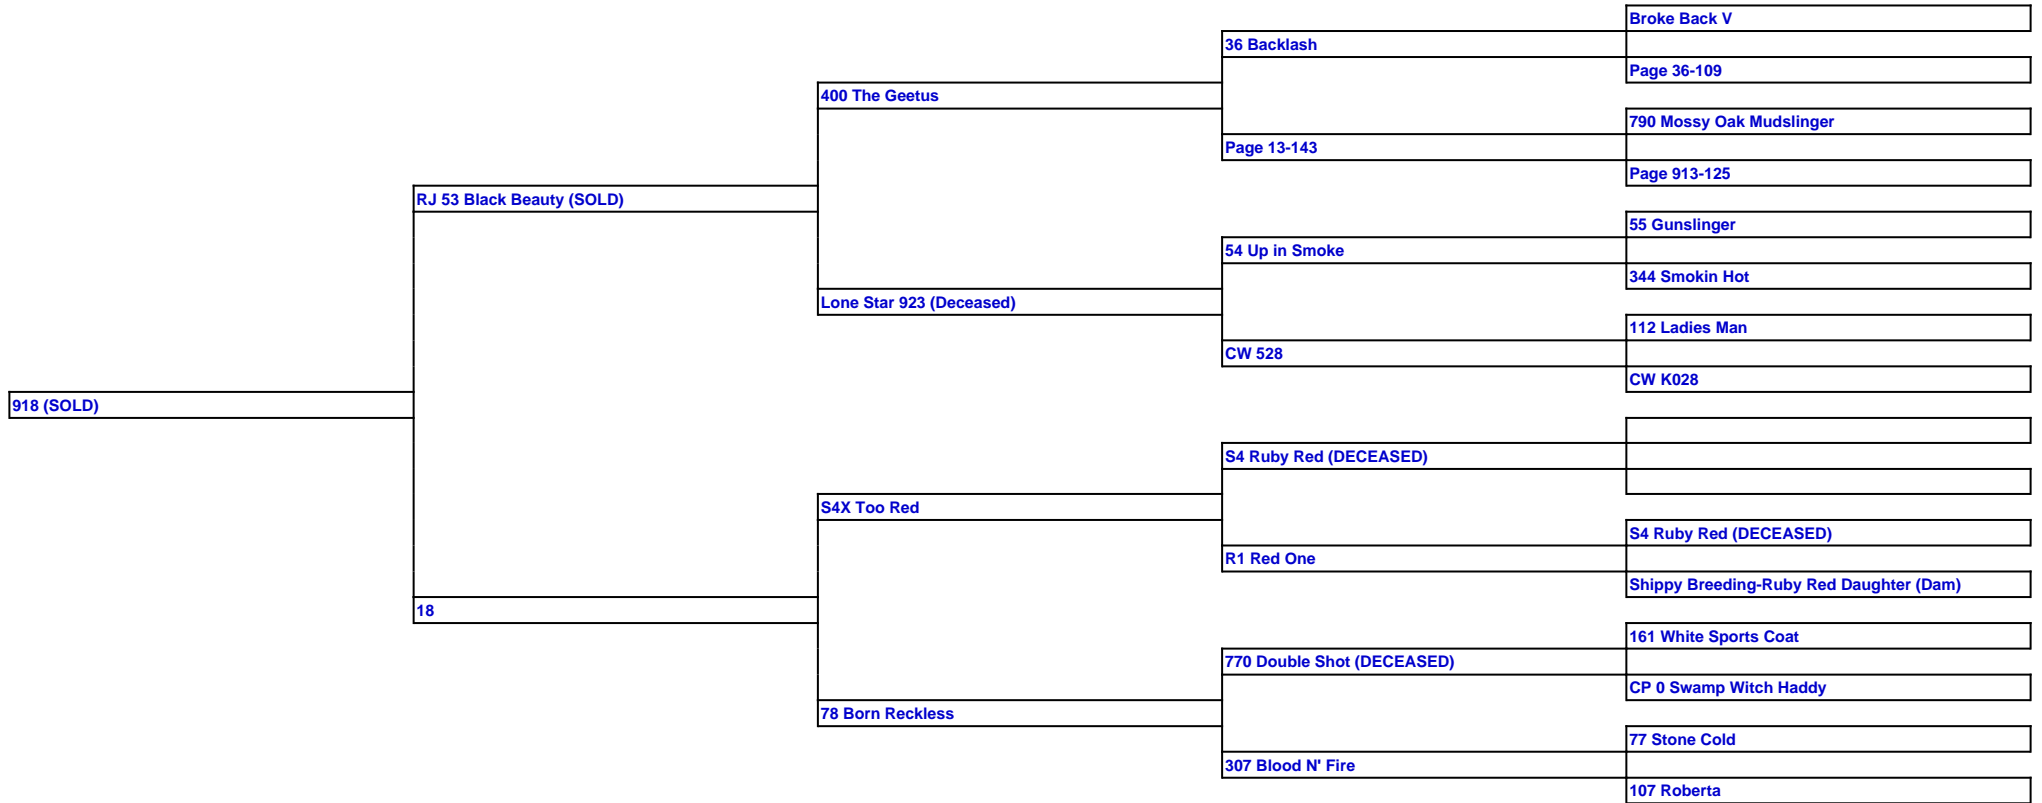 Broke Back V
36 Backlash
Page 36-109
400 The Geetus
790 Mossy Oak Mudslinger
Page 13-143
Page 913-125
RJ 53 Black Beauty (SOLD)
55 Gunslinger
54 Up in Smoke
344 Smokin Hot
Lone Star 923 (Deceased)
112 Ladies Man
CW 528
CW K028
918 (SOLD)
S4 Ruby Red (DECEASED)
S4X Too Red
S4 Ruby Red (DECEASED)
R1 Red One
Shippy Breeding-Ruby Red Daughter (Dam)
18
161 White Sports Coat
770 Double Shot (DECEASED)
CP 0 Swamp Witch Haddy
78 Born Reckless
77 Stone Cold
307 Blood N' Fire
107 Roberta